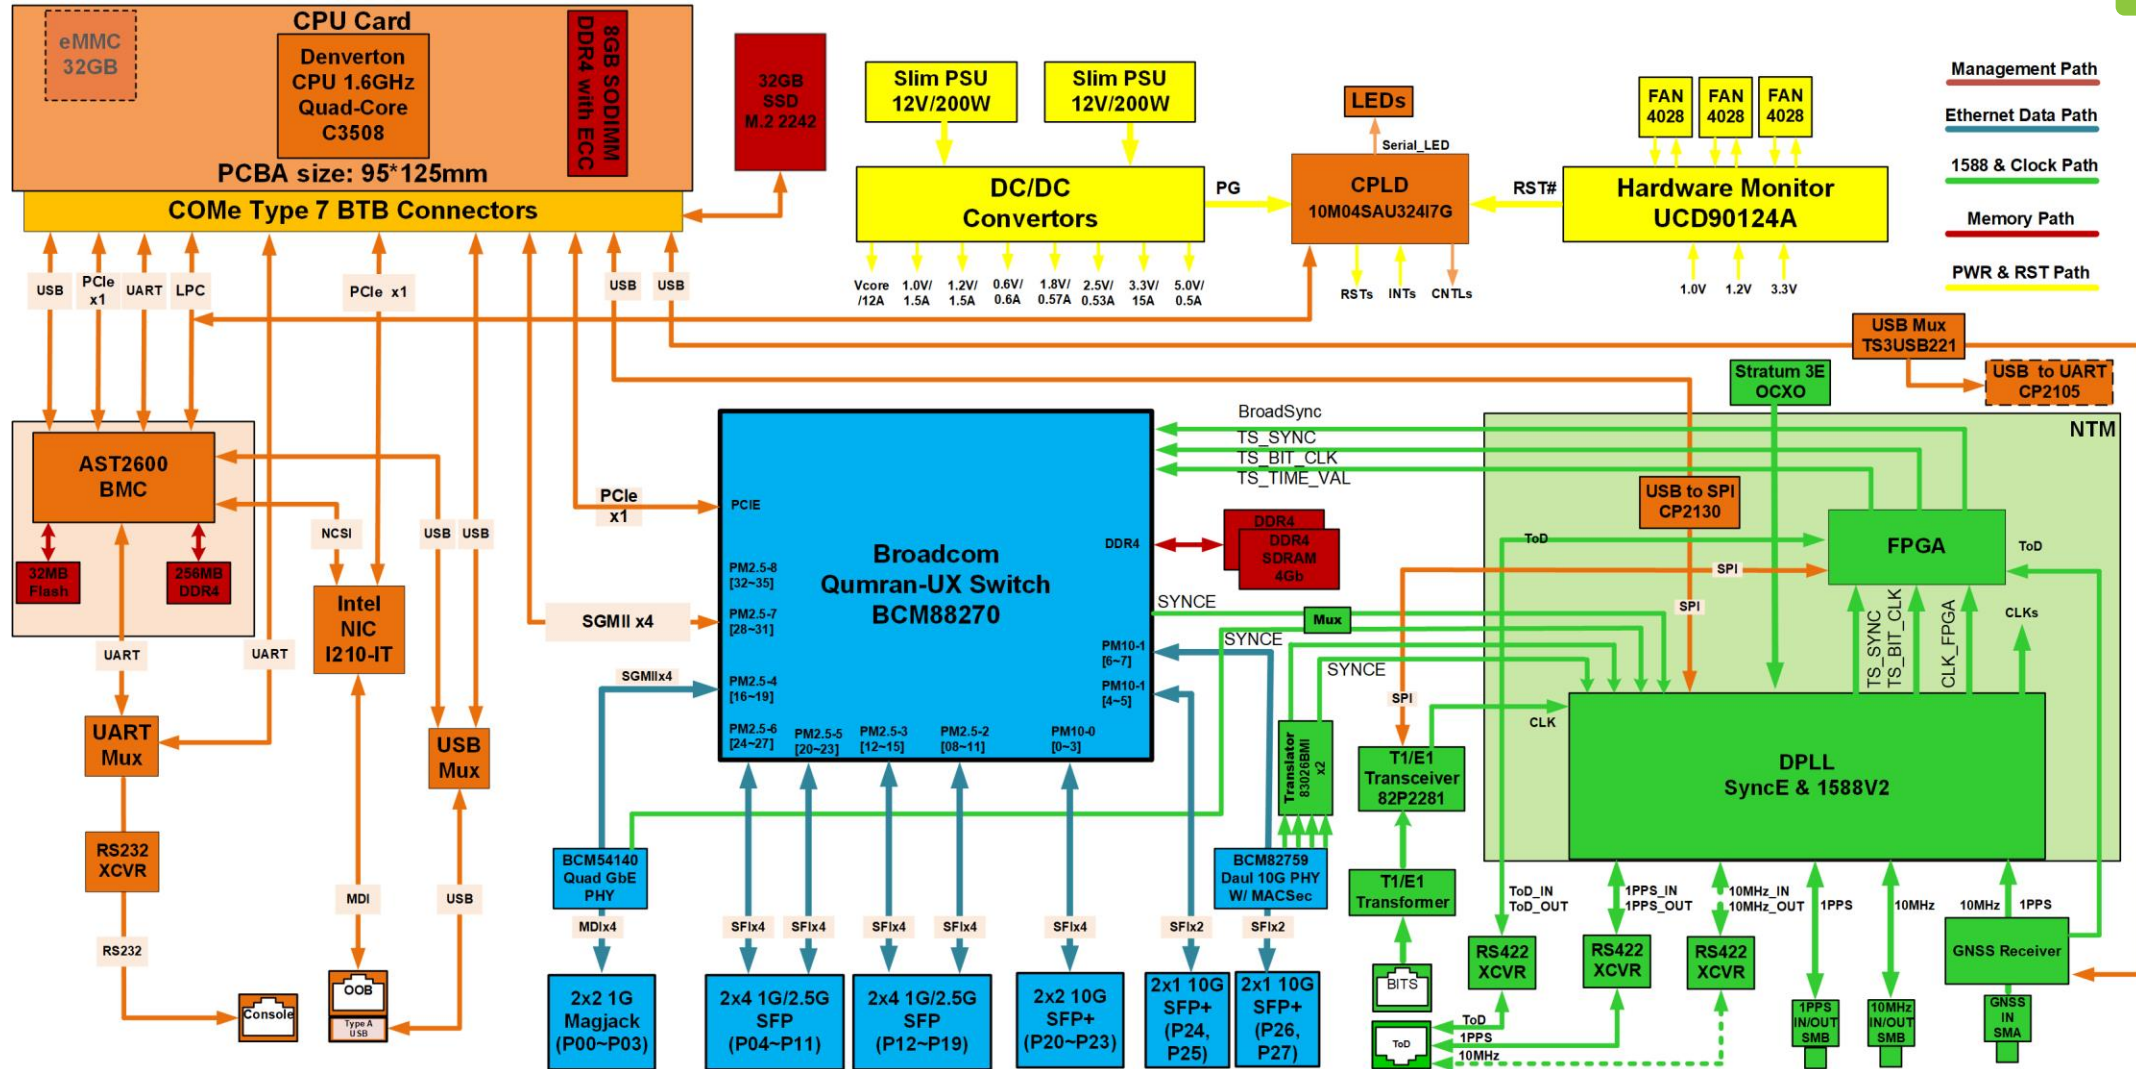 CPU Card
eMMC
32GB
Denverton
CPU 1.6GHz
Quad-Core
C3508
8GB SODIMM
DDR4 with ECC
PCBA size: 95*125mm
COMe Type 7 BTB Connectors
32GB
SSD
M.2 2242
Slim PSU
12V/200W
Slim PSU
12V/200W
DC/DC
Convertors
PG
Vcore
/12A
1.0V/
1.5A
1.2V/
1.5A
0.6V/
0.6A
1.8V/
0.57A
2.5V/
0.53A
3.3V/
15A
5.0V/
0.5A
LEDs
Serial_LED
CPLD
10M04SAU324I7G
RSTs
INTs
CNTLs
RST#
FAN
4028
FAN
4028
FAN
4028
Hardware Monitor
UCD90124A
1.0V
1.2V
3.3V
Management Path
Ethernet Data Path
1588 & Clock Path
Memory Path
PWR & RST Path
USB
PCIe
x1
UART
LPC
PCIe x1
USB
USB
USB Mux
TS3USB221
USB to UART
CP2105
Stratum 3E
OCXO
NTM
AST2600
BMC
32MB
Flash
256MB
DDR4
NCSI
USB
USB
UART
UART
Intel
NIC
I210-IT
UART
Mux
USB
Mux
RS232
XCVR
RS232
MDI
USB
Console
OOB
Type A
USB
PCIe
x1
SGMII x4
SGMIIx4
Broadcom
Qumran-UX Switch
BCM88270
PCIE
PM2.5-8
[32~35]
PM2.5-7
[28~31]
PM2.5-4
[16~19]
PM2.5-6
[24~27]
PM2.5-5
[20~23]
PM2.5-3
[12~15]
PM2.5-2
[08~11]
PM10-0
[0~3]
DDR4
PM10-1
[6~7]
PM10-1
[4~5]
BroadSync
TS_SYNC
TS_BIT_CLK
TS_TIME_VAL
DDR4
DDR4
SDRAM
4Gb
SYNCE
SYNCE
SYNCE
Mux
USB to SPI
CP2130
ToD
SPI
SPI
SPI
FPGA
ToD
TS_SYNC
TS_BIT_CLK
CLK_FPGA
CLKs
CLK
DPLL
SyncE & 1588V2
Translator
83026BMI
x2
T1/E1
Transceiver
82P2281
T1/E1
Transformer
BITS
BCM54140
Quad GbE
PHY
BCM82759
Daul 10G PHY
W/ MACSec
MDIx4
SFIx4
SFIx4
SFIx4
SFIx4
SFIx4
SFIx2
SFIx2
2x2 1G
Magjack
(P00~P03)
2x4 1G/2.5G
SFP
(P04~P11)
2x4 1G/2.5G
SFP
(P12~P19)
2x2 10G
SFP+
(P20~P23)
2x1 10G
SFP+
(P24,
P25)
2x1 10G
SFP+
(P26,
P27)
ToD_IN
ToD_OUT
1PPS_IN
1PPS_OUT
10MHz_IN
10MHz_OUT
1PPS
10MHz
10MHz
1PPS
RS422
XCVR
RS422
XCVR
RS422
XCVR
GNSS Receiver
ToD
1PPS
10MHz
ToD
1PPS
IN/OUT
SMB
10MHz
IN/OUT
SMB
GNSS
IN
SMA